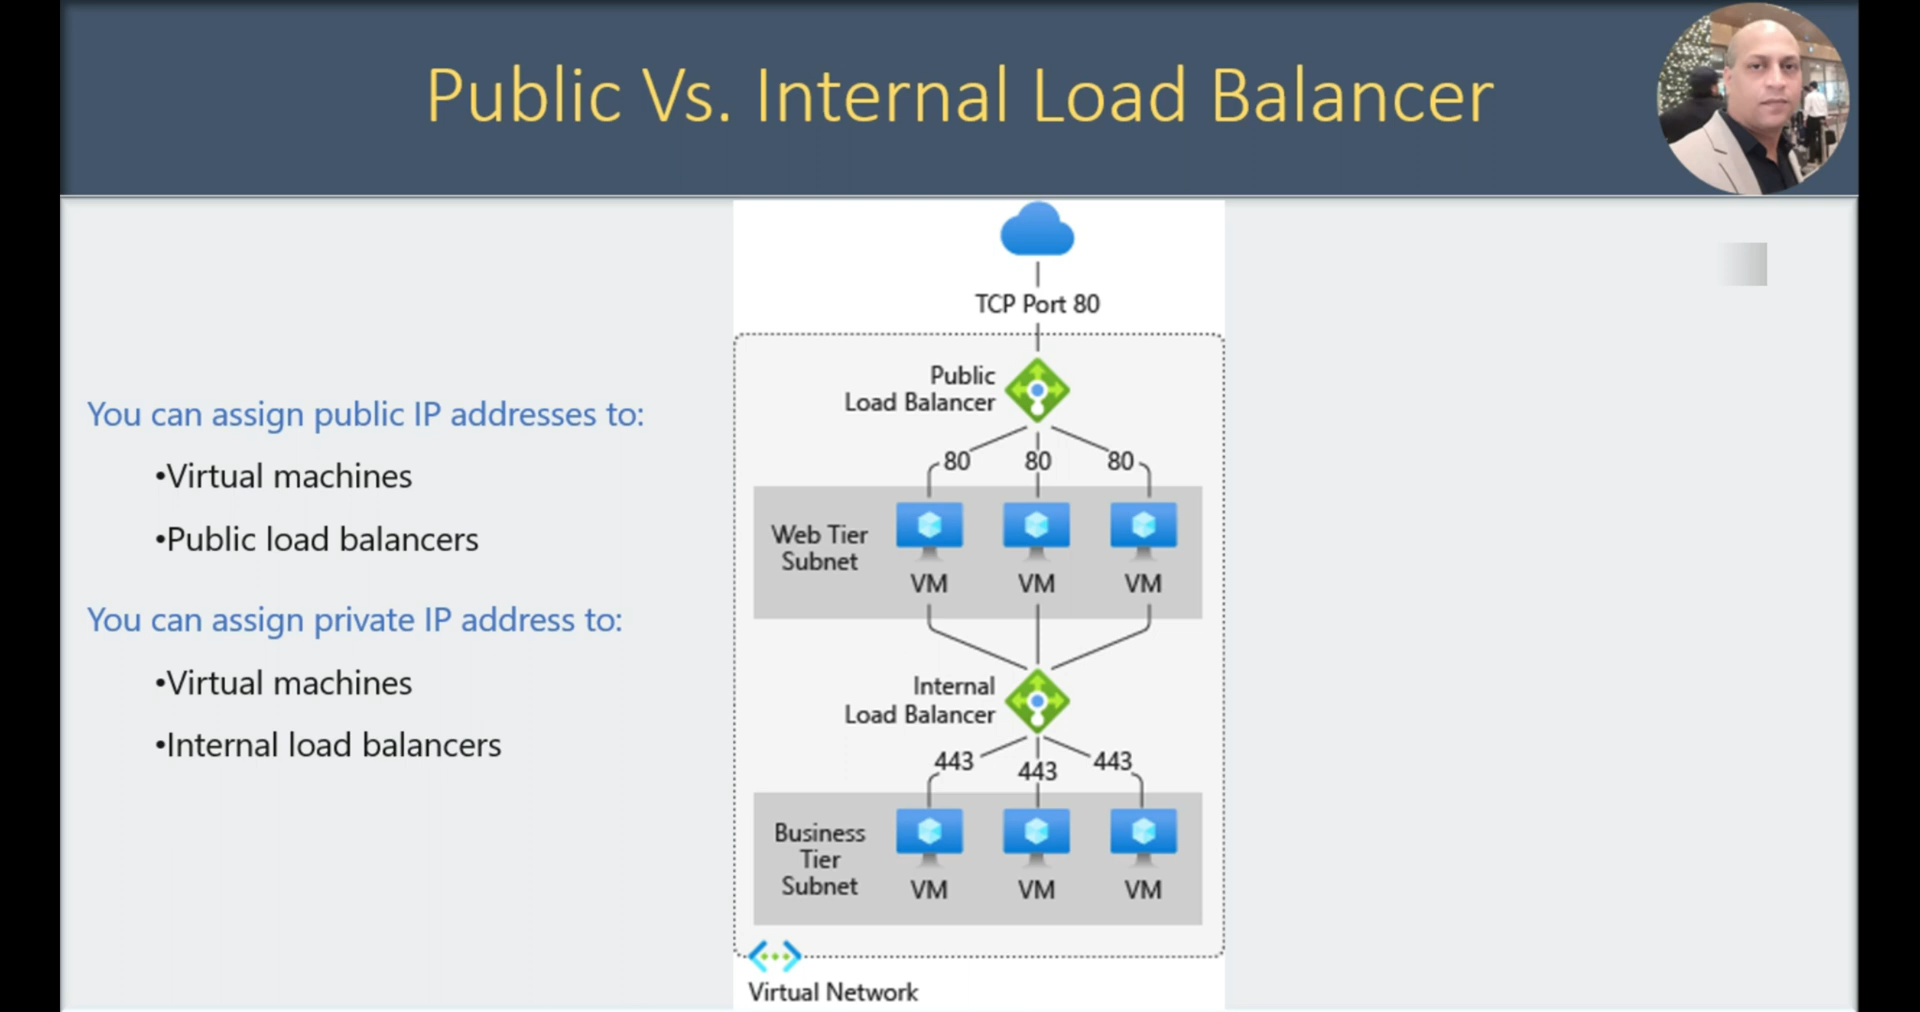 Public Vs. Internal Load Balancer
You can assign public IP addresses to:
•Virtual machines
•Public load balancers
You can assign private IP address to:
•Virtual machines
•Internal load balancers
TCP Port 80
Public
Load Balancer
80 80 80
Web Tier
Subnet
VM VM VM
Internal
Load Balancer
443 443 443
Business
Tier
Subnet
VM VM VM
Virtual Network